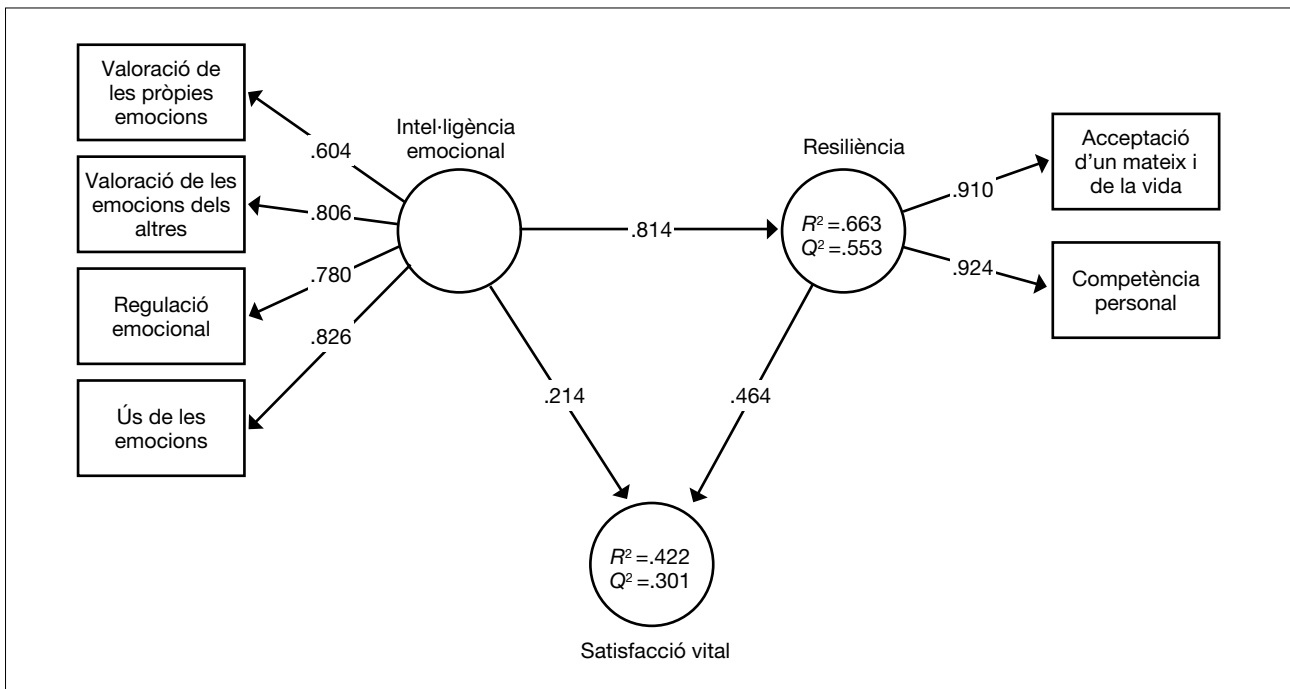 Valoració de
les pròpies
emocions
Valoració de les
emocions dels
altres
Regulació
emocional
Ús de les
emocions
.604
.806
.780
.826
Intel·ligència
emocional
.814
.214
Resiliència
R² =.663
Q² =.553
.464
.910
.924
Acceptació
d’un mateix i
de la vida
Competència
personal
R² =.422
Q² =.301
Satisfacció vital